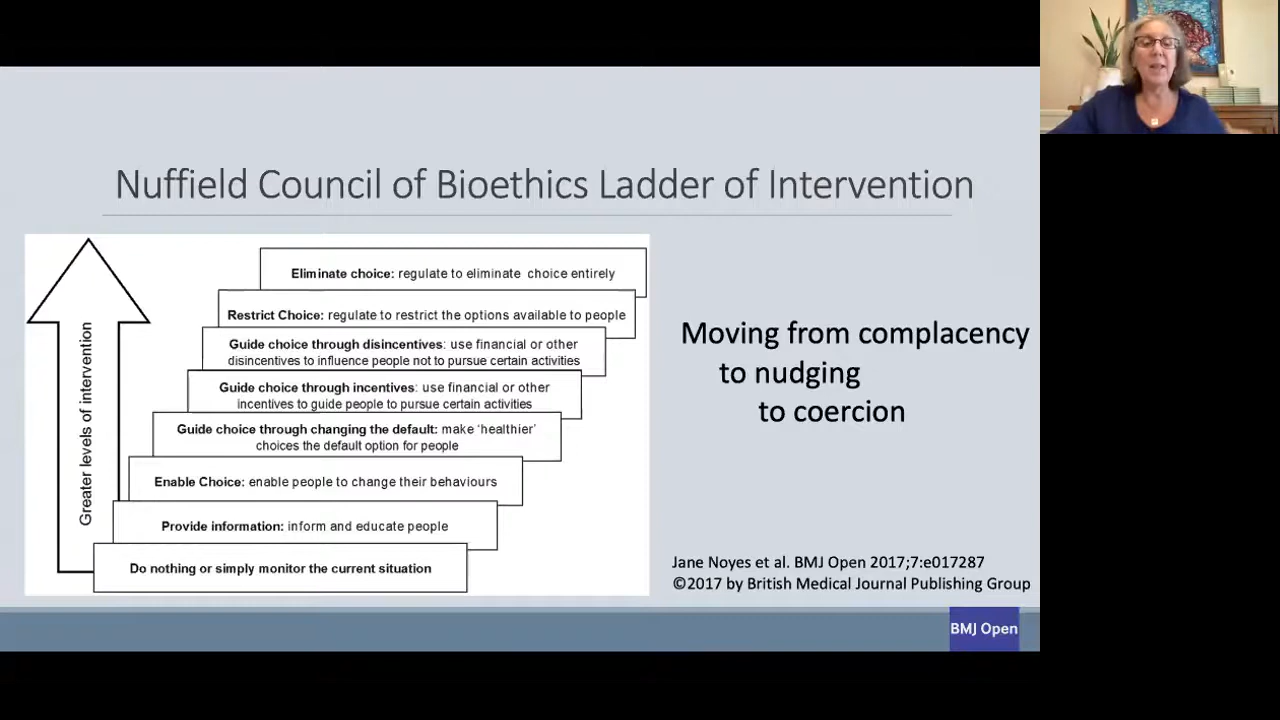 Nuffield Council of Bioethics Ladder of Intervention
Greater levels of intervention
Eliminate choice: regulate to eliminate choice entirely
Restrict Choice: regulate to restrict the options available to people
Guide choice through disincentives: use financial or other
disincentives to influence people not to pursue certain activities
Guide choice through incentives: use financial or other
incentives to guide people to pursue certain activities
Guide choice through changing the default: make ‘healthier’
choices the default option for people
Enable Choice: enable people to change their behaviours
Provide information: inform and educate people
Do nothing or simply monitor the current situation
Moving from complacency
to nudging
to coercion
Jane Noyes et al. BMJ Open 2017;7:e017287
©2017 by British Medical Journal Publishing Group
BMJ Open